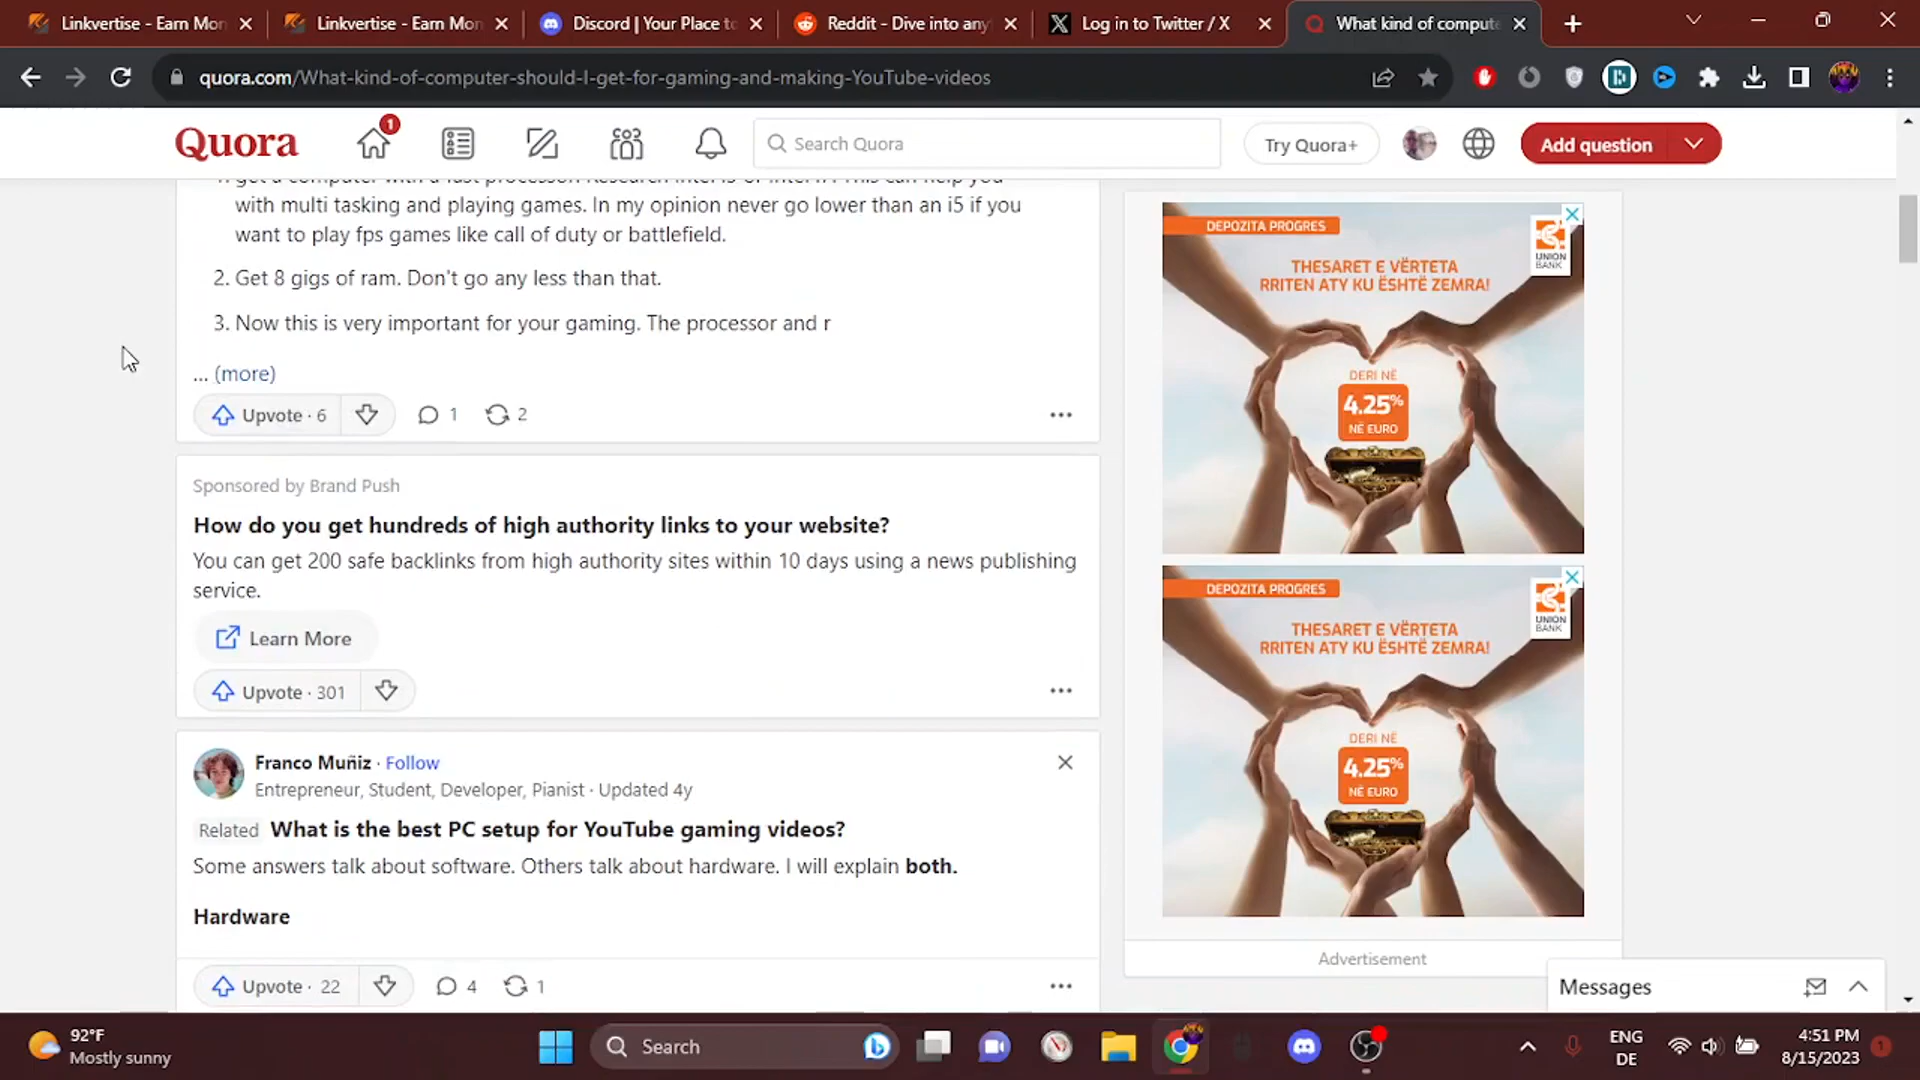 Linkvertise - Earn Mon
Linkvertise - Earn Mon
Discord | Your Place to
Reddit - Dive into any
Log in to Twitter / X
What kind of compute
quora.com/What-kind-of-computer-should-I-get-for-gaming-and-making-YouTube-videos
Quora
1
Search Quora
Try Quora+
Add question
with multi tasking and playing games. In my opinion never go lower than an i5 if you
want to play fps games like call of duty or battlefield.
2. Get 8 gigs of ram. Don't go any less than that.
3. Now this is very important for your gaming. The processor and r
... (more)
Upvote · 6
1
2
Sponsored by Brand Push
How do you get hundreds of high authority links to your website?
You can get 200 safe backlinks from high authority sites within 10 days using a news publishing
service.
Learn More
Upvote · 301
Franco Muñiz · Follow
Entrepreneur, Student, Developer, Pianist · Updated 4y
Related What is the best PC setup for YouTube gaming videos?
Some answers talk about software. Others talk about hardware. I will explain both.
Hardware
Upvote · 22
4
1
DEPOZITA PROGRES
UNION
BANK
THESARET E VËRTETA
RRITEN ATY KU ËSHTË ZEMRA!
DERI NË
4.25%
NË EURO
DEPOZITA PROGRES
UNION
BANK
THESARET E VËRTETA
RRITEN ATY KU ËSHTË ZEMRA!
DERI NË
4.25%
NË EURO
Advertisement
Messages
92°F
Mostly sunny
Search
ENG
DE
4:51 PM
8/15/2023
1